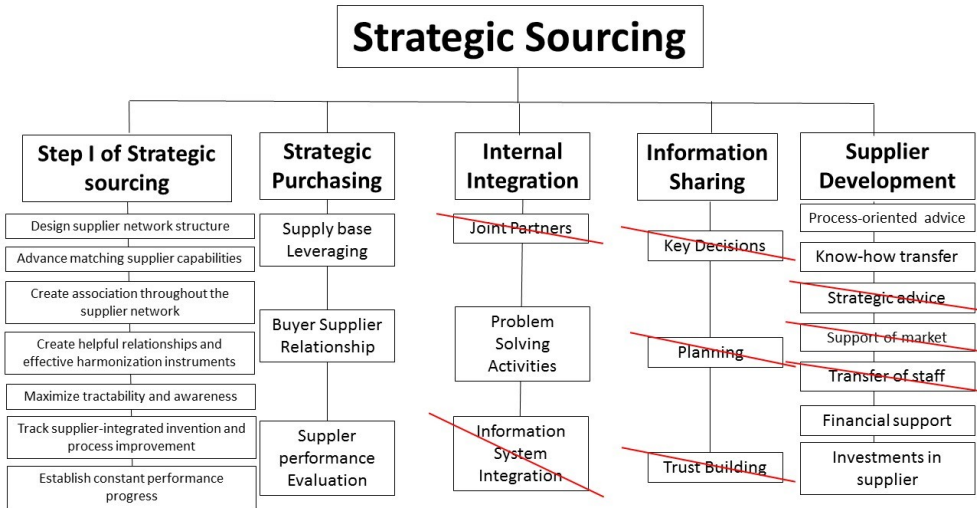 Strategic Sourcing
Step I of Strategic
sourcing
Design supplier network structure
Advance matching supplier capabilities
Create association throughout the
supplier network
Create helpful relationships and
effective harmonization instruments
Maximize tractability and awareness
Track supplier-integrated invention and
process improvement
Establish constant performance
progress
Strategic
Purchasing
Supply base
Leveraging
Buyer Supplier
Relationship
Suppler
performance
Evaluation
Internal
Integration
Joint Partners
Problem
Solving
Activities
Information
System
Integration
Information
Sharing
Key Decisions
Planning
Trust Building
Supplier
Development
Process-oriented advice
Know-how transfer
Strategic advice
Support of market
Transfer of staff
Financial support
Investments in
supplier